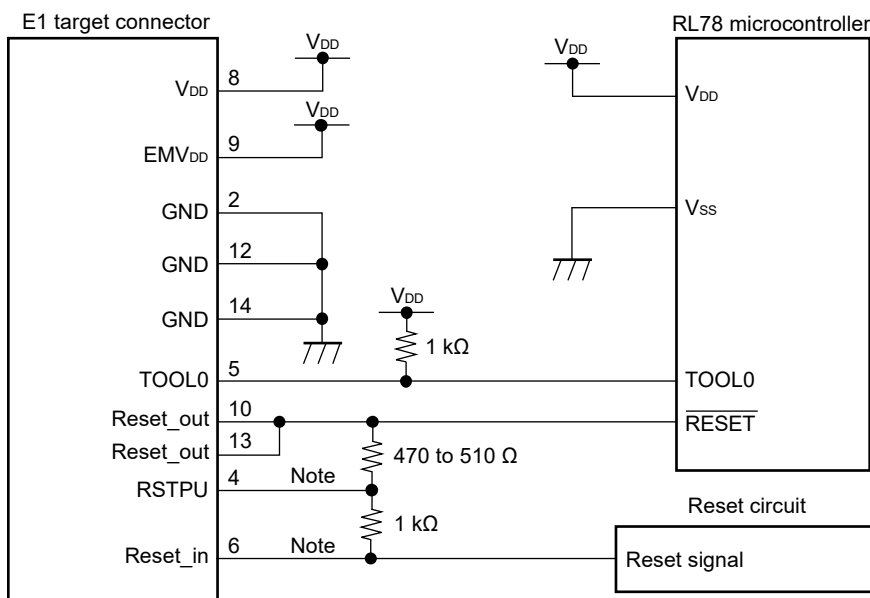 E1 target connector
RL78 microcontroller
VDD
VDD
8
VDD
VDD
VDD
9
EMVDD
2
GND
VSS
12
GND
14
GND
VDD
1 kΩ
5
TOOL0
TOOL0
10
Reset_out
RESET
13
Reset_out
470 to 510 Ω
4
RSTPU
Note
Reset circuit
1 kΩ
6
Reset_in
Note
Reset signal